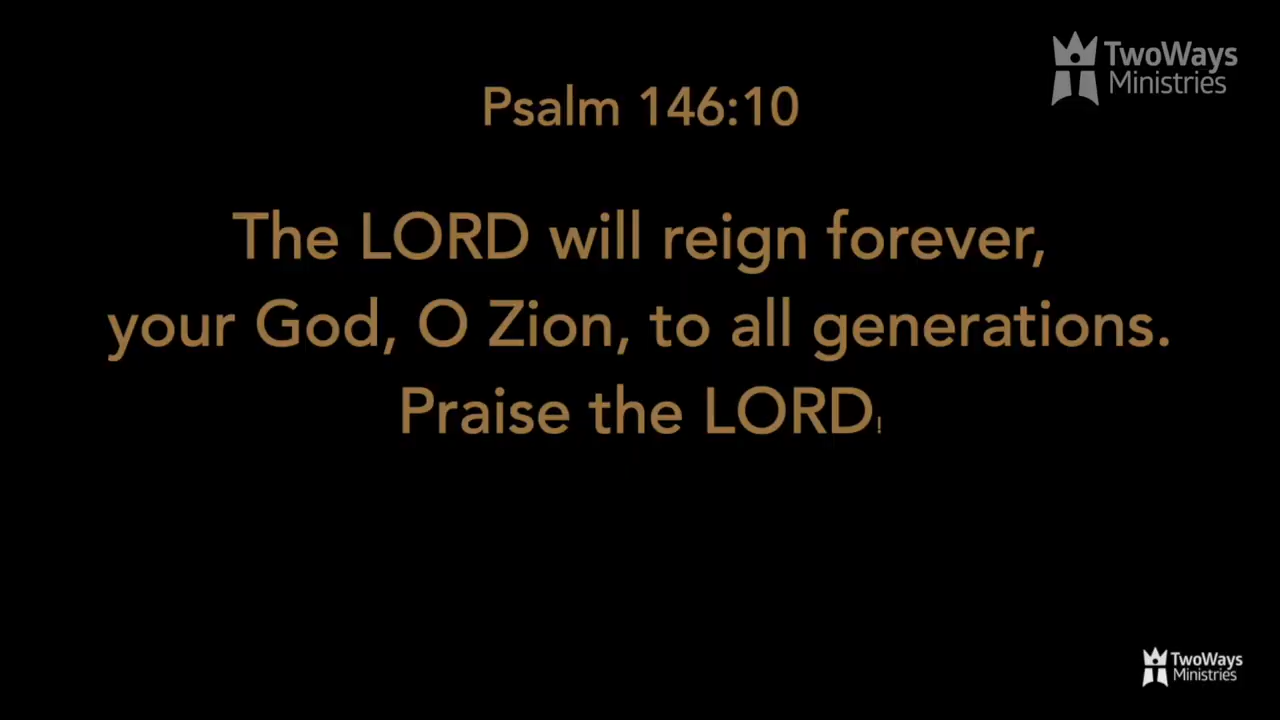 TwoWays
Ministries
Psalm 146:10
The LORD will reign forever,
your God, O Zion, to all generations.
Praise the LORD!
TwoWays
Ministries